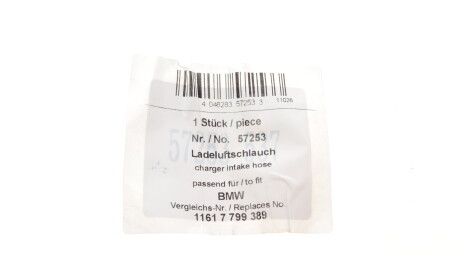 4 046283 57253 3
11026
1 Stück / piece
Nr. / No. 57253
Ladeluftschlauch
charger intake hose
passend für / to fit
BMW
Vergleichs-Nr. / Replaces No.
1161 7 799 389